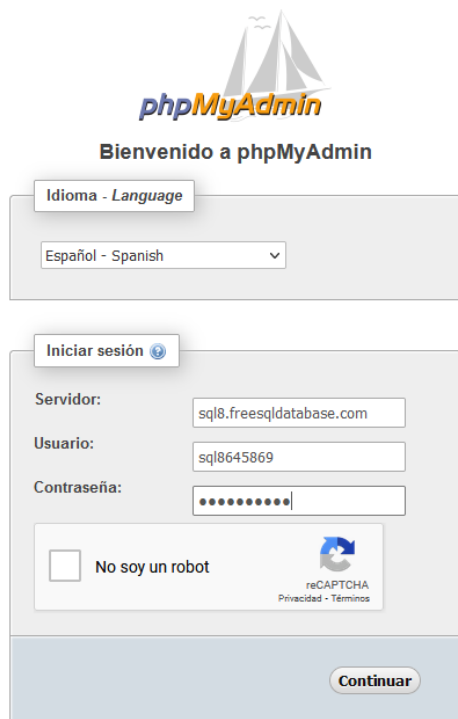 phpMyAdmin
Bienvenido a phpMyAdmin
Idioma - Language
Español - Spanish
Iniciar sesión
Servidor:
sql8.freesqldatabase.com
Usuario:
sql8645869
Contraseña:
●●●●●●●●●●
No soy un robot
reCAPTCHA
Privacidad - Términos
Continuar